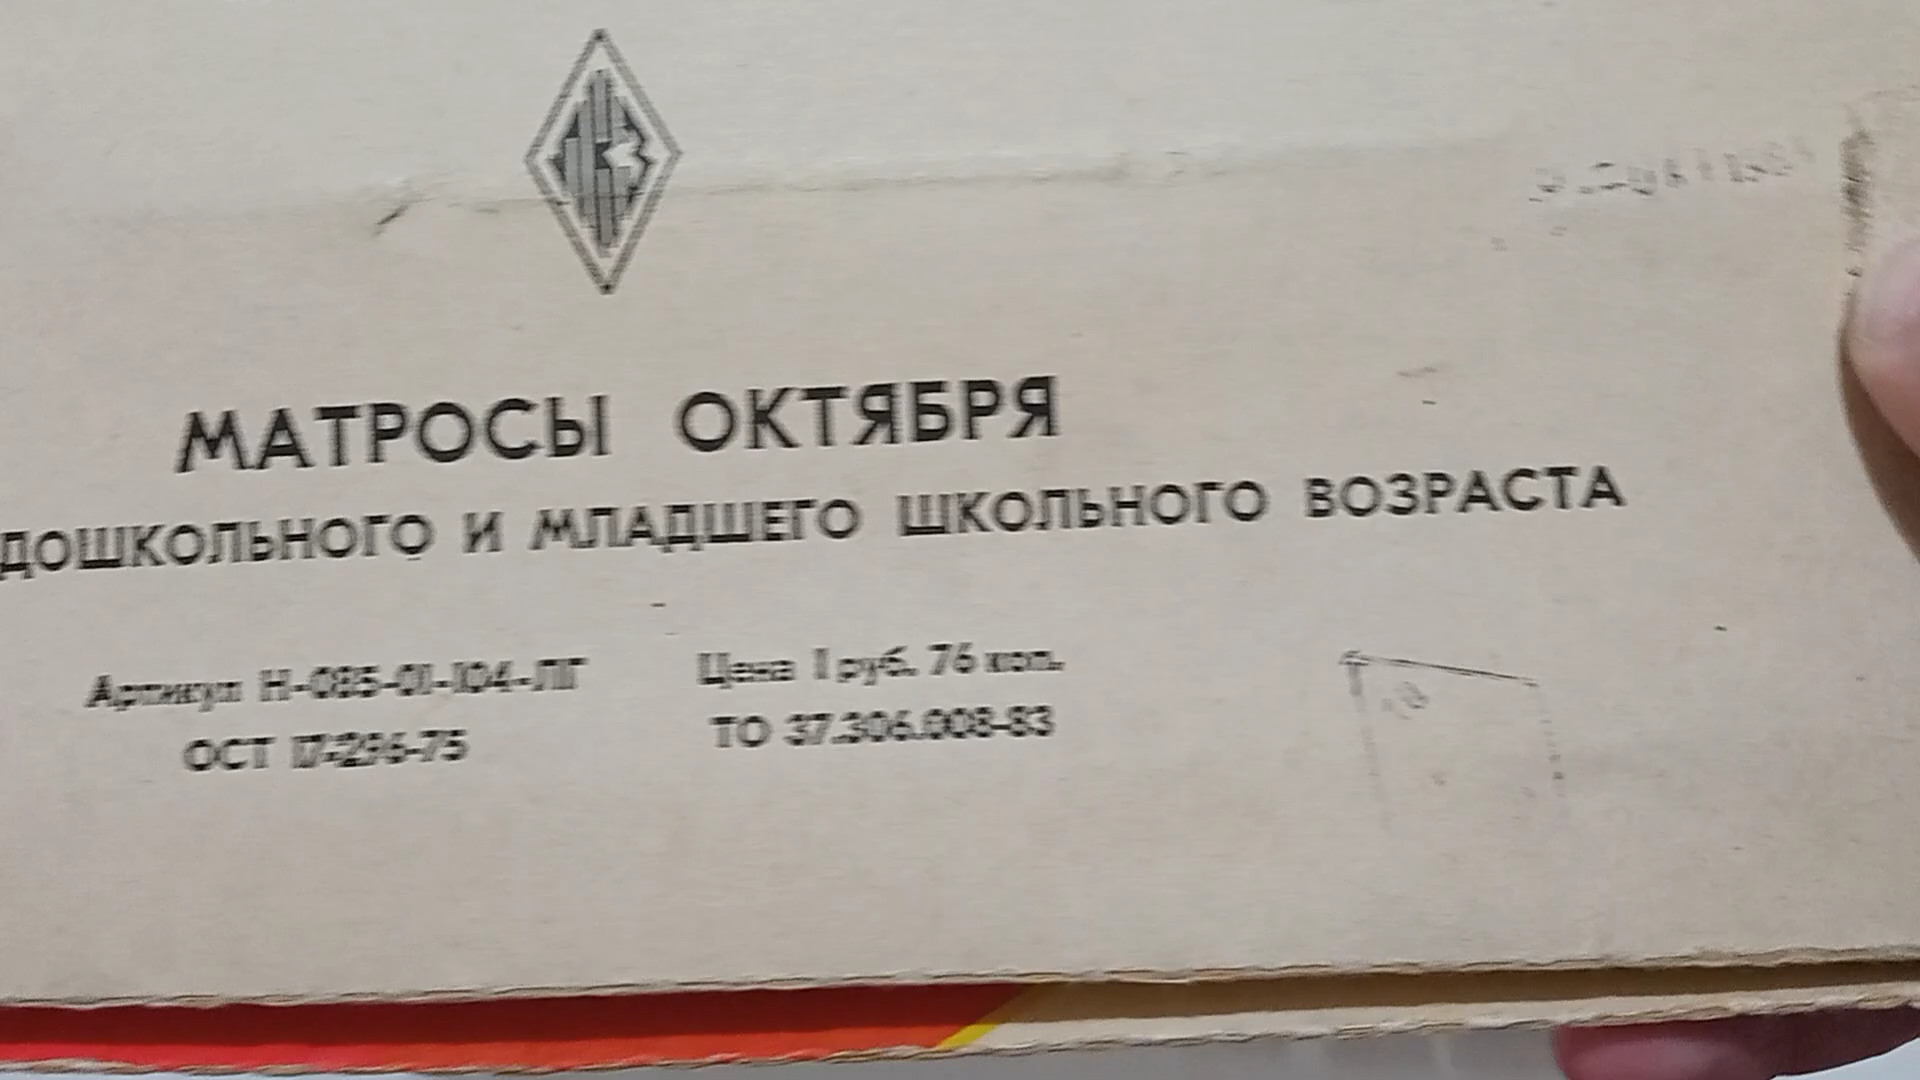 МАТРОСЫ ОКТЯБРЯ
ДОШКОЛЬНОГО И МЛАДШЕГО ШКОЛЬНОГО ВОЗРАСТА
Артикул Н-085-01-104-ПГ Цена 1 руб. 76 коп.
ОСТ 17-296-75 ТО 37.306.008-83